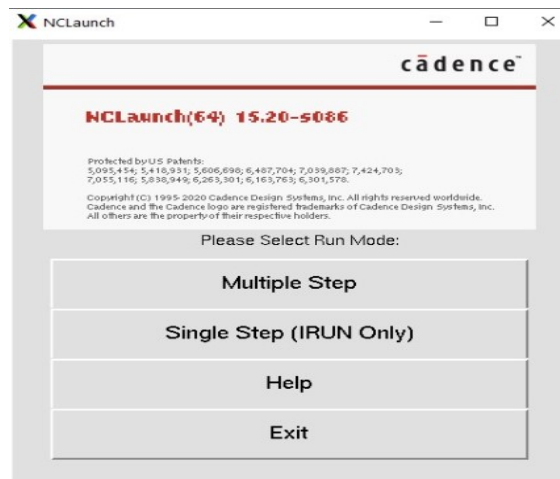 NCLaunch
cādence™
NCLaunch(64) 15.20-s086
Protected by US Patents:
5,095,454; 5,418,931; 5,606,698; 6,487,704; 7,039,887; 7,424,703;
7,055,116; 5,838,949; 6,263,301; 6,163,763; 6,301,578.
Copyright (C) 1995-2020 Cadence Design Systems, Inc. All rights reserved worldwide.
Cadence and the Cadence logo are registered trademarks of Cadence Design Systems, Inc.
All others are the property of their respective holders.
Please Select Run Mode:
Multiple Step
Single Step (IRUN Only)
Help
Exit